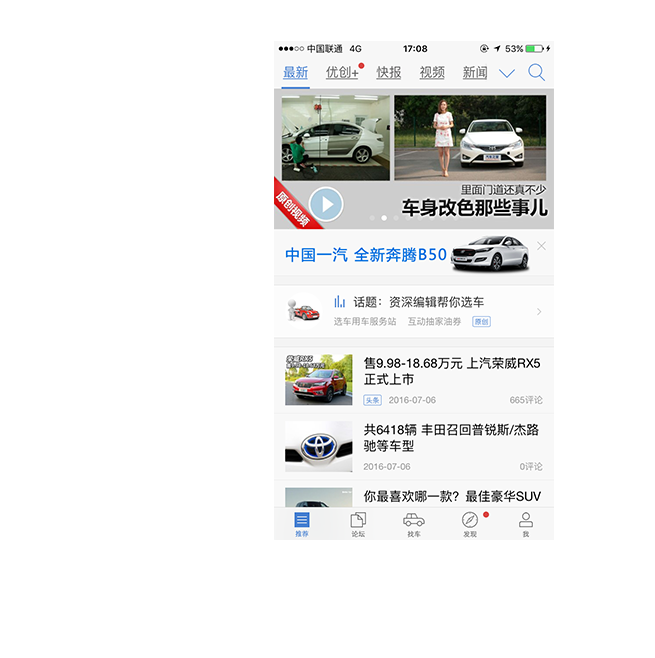 中国联通 4G 17:08 53%
最新 优创+ 快报 视频 新闻
里面门道还真不少
车身改色那些事儿
原创视频
中国一汽 全新奔腾B50
话题：资深编辑帮你选车
选车用车服务站 互动抽家油券 原创
荣威RX5
售9.98-18.68万元 上汽荣威RX5
正式上市
头条 2016-07-06 665评论
共6418辆 丰田召回普锐斯/杰路
驰等车型
2016-07-06 0评论
你最喜欢哪一款？最佳豪华SUV
推荐 论坛 找车 发现 我